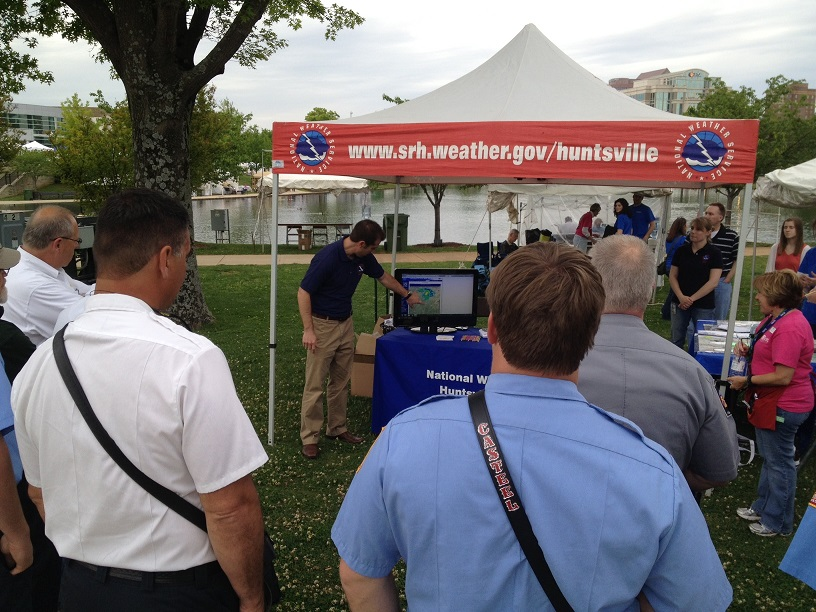 NATIONAL WEATHER SERVICE
www.srh.weather.gov/huntsville
NATIONAL WEATHER SERVICE
National W
Huntsv
CASTEEL